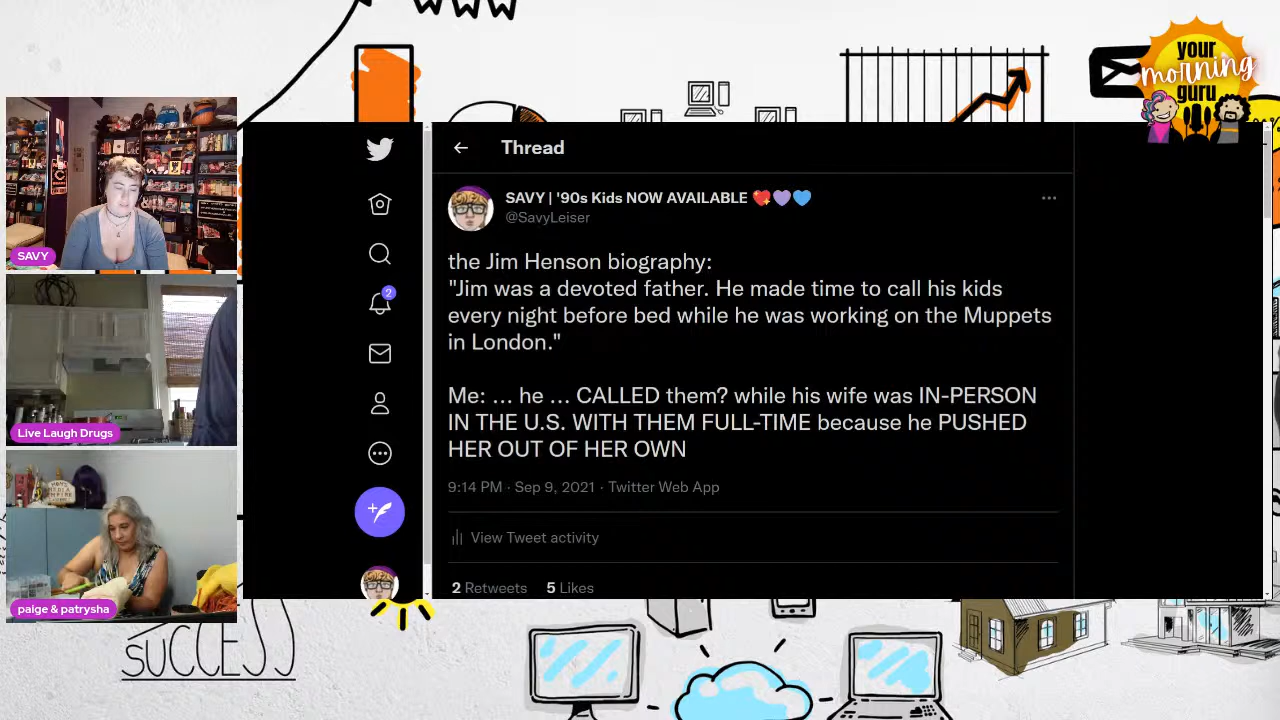 www
your
morning
guru
SAVY
Live Laugh Drugs
paige & patrysha
2
Thread
SAVY | '90s Kids NOW AVAILABLE 💖💜💙
@SavyLeiser
the Jim Henson biography:
"Jim was a devoted father. He made time to call his kids
every night before bed while he was working on the Muppets
in London."
Me: ... he ... CALLED them? while his wife was IN-PERSON
IN THE U.S. WITH THEM FULL-TIME because he PUSHED
HER OUT OF HER OWN
9:14 PM · Sep 9, 2021 · Twitter Web App
View Tweet activity
2 Retweets 5 Likes
SUCCESS